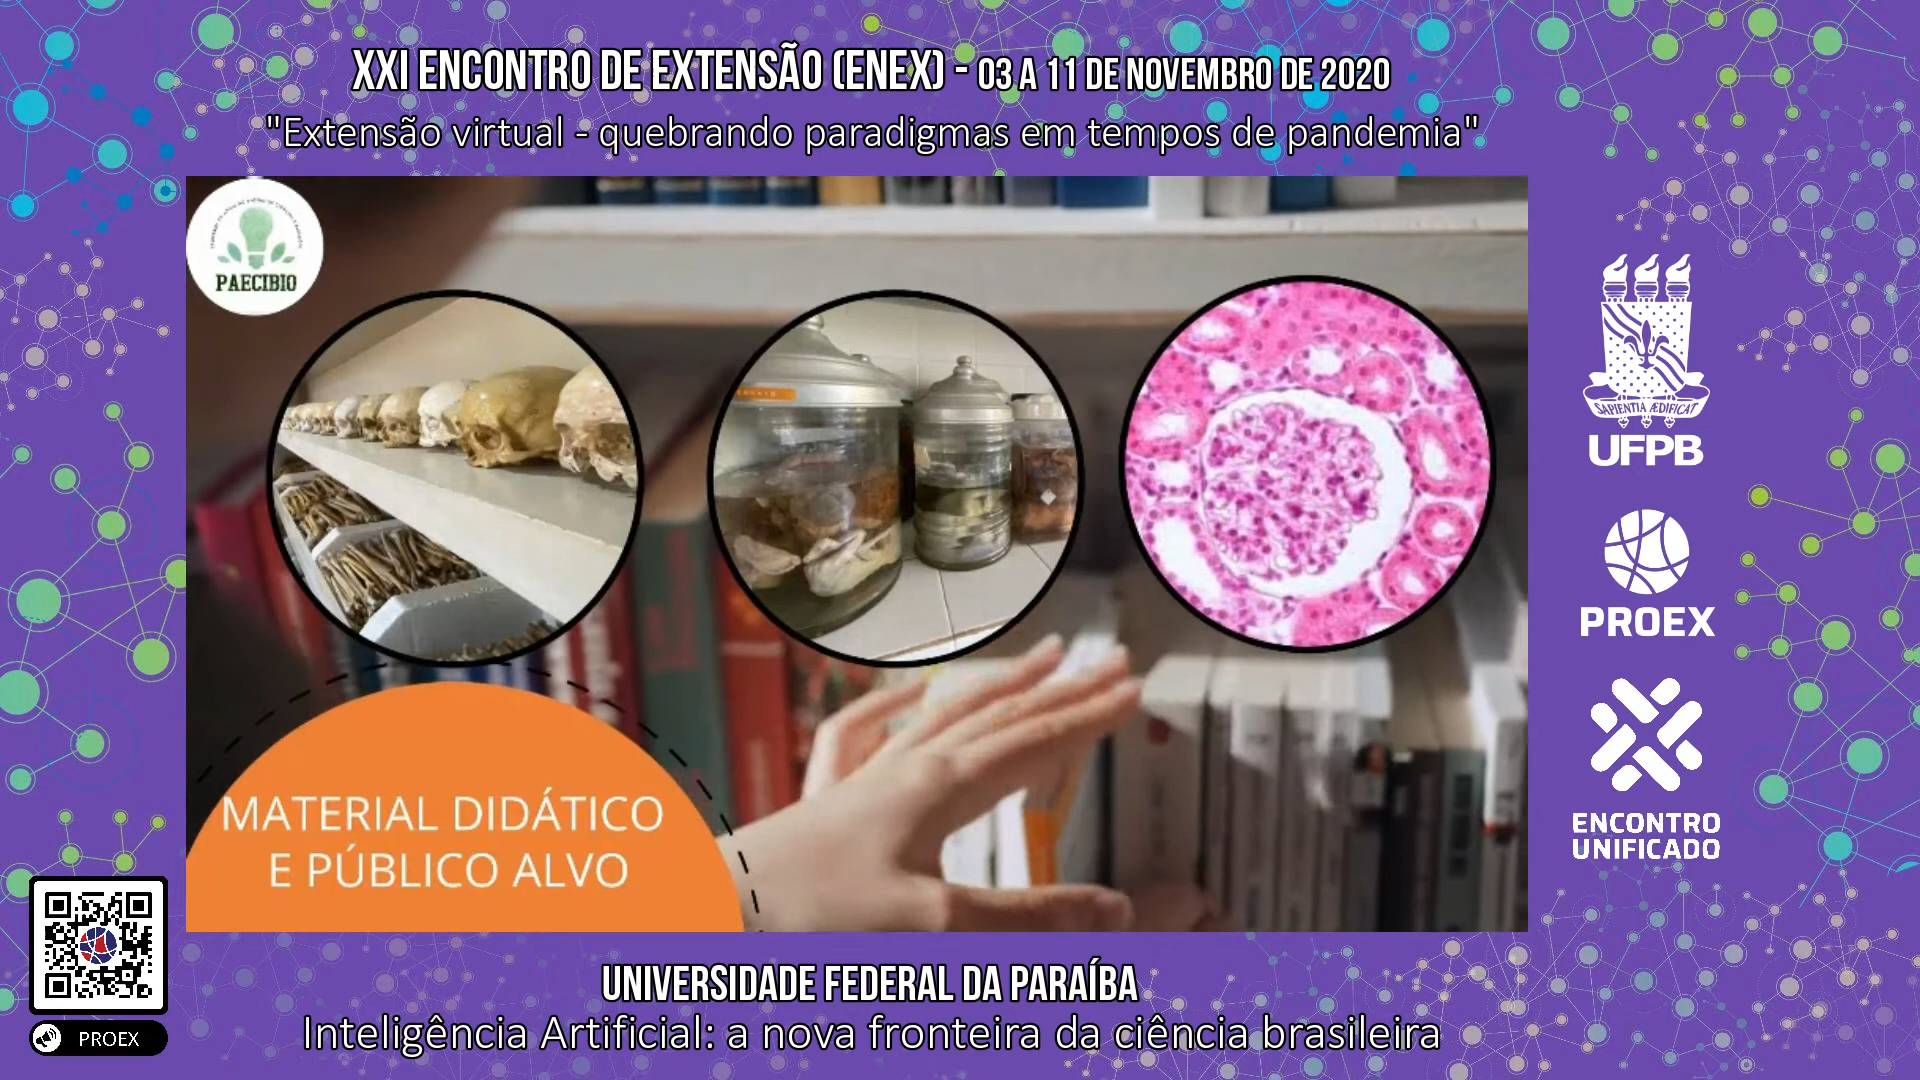 XXI ENCONTRO DE EXTENSÃO (ENEX) - 03 A 11 DE NOVEMBRO DE 2020
"Extensão virtual - quebrando paradigmas em tempos de pandemia"
PAECIBIO
SAPIENTIA ÆDIFICAT
UFPB
PROEX
ENCONTRO
UNIFICADO
MATERIAL DIDÁTICO
E PÚBLICO ALVO
PROEX
UNIVERSIDADE FEDERAL DA PARAÍBA
Inteligência Artificial: a nova fronteira da ciência brasileira